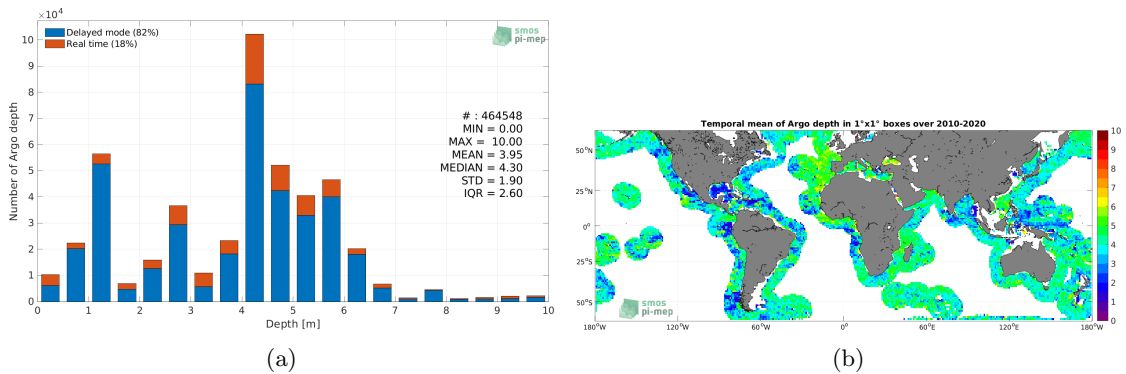 ×10⁴
Delayed mode (82%)
Real time (18%)
smos
pi-mep
# : 464548
MIN = 0.00
MAX = 10.00
MEAN = 3.95
MEDIAN = 4.30
STD = 1.90
IQR = 2.60
Number of Argo depth
10
9
8
7
6
5
4
3
2
1
0
0 1 2 3 4 5 6 7 8 9 10
Depth [m]
(a)
Temporal mean of Argo depth in 1°x1° boxes over 2010-2020
50°N
25°N
0°
25°S
50°S
smos
pi-mep
180°W 120°W 60°W 0° 60°E 120°E 180°W
10
9
8
7
6
5
4
3
2
1
0
(b)